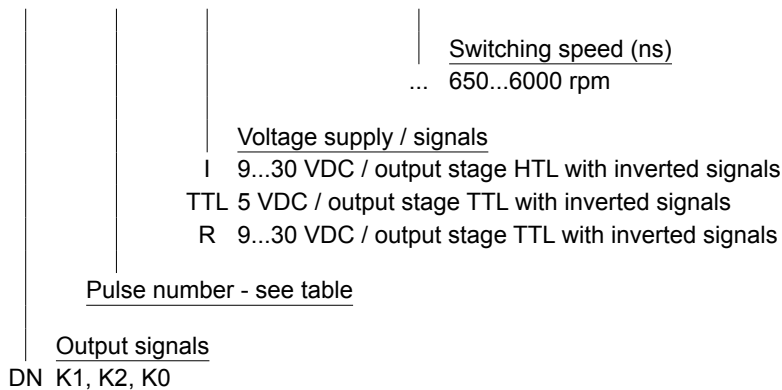 Switching speed (ns)
... 650...6000 rpm
Voltage supply / signals
I 9...30 VDC / output stage HTL with inverted signals
TTL 5 VDC / output stage TTL with inverted signals
R 9...30 VDC / output stage TTL with inverted signals
Pulse number - see table
Output signals
DN K1, K2, K0